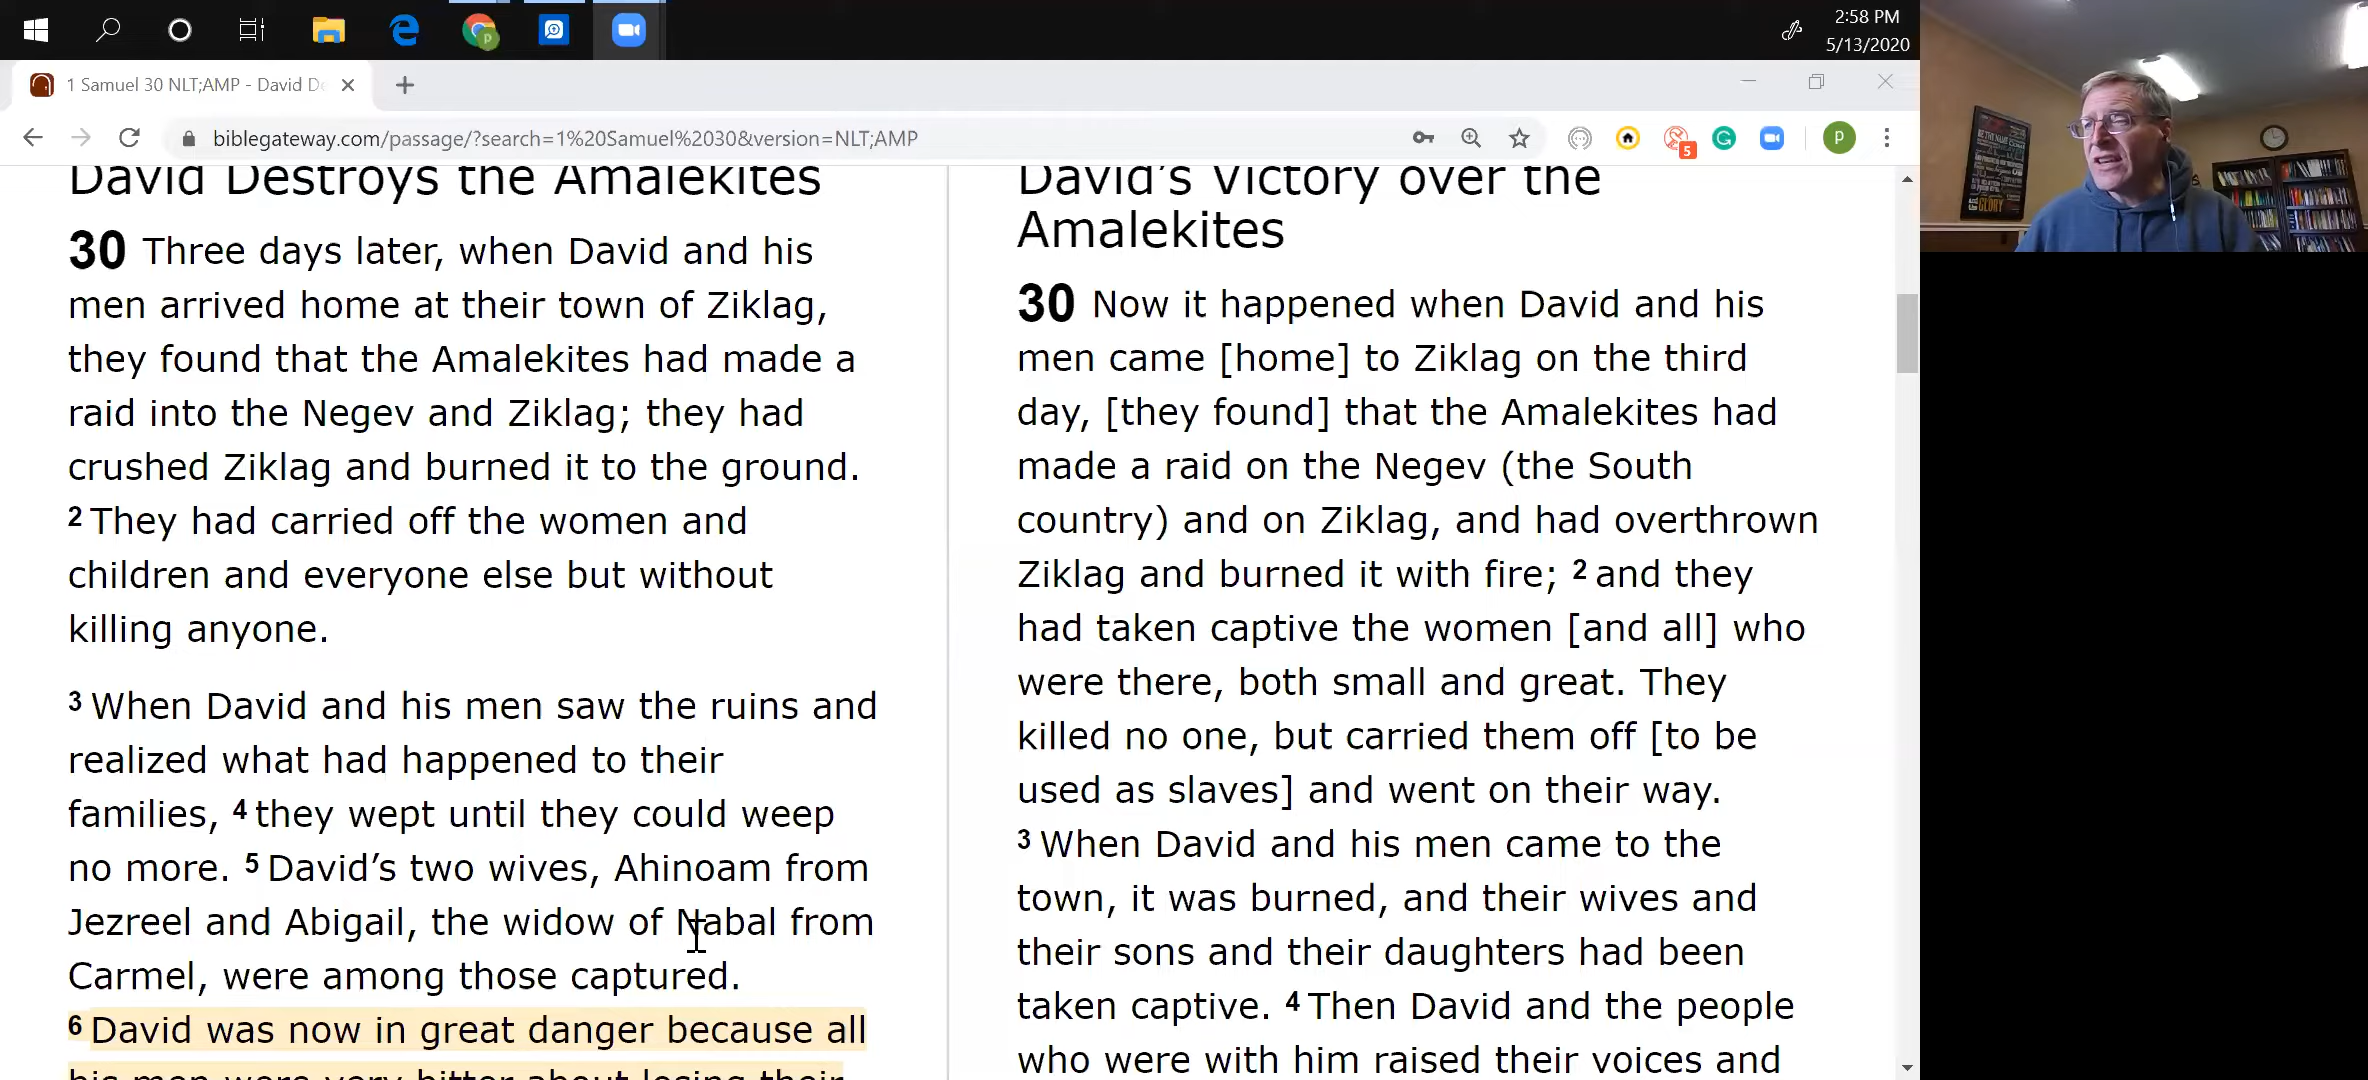 2:58 PM
5/13/2020
1 Samuel 30 NLT;AMP - David D
biblegateway.com/passage/?search=1%20Samuel%2030&version=NLT;AMP
5
p
David Destroys the Amalekites
30 Three days later, when David and his
men arrived home at their town of Ziklag,
they found that the Amalekites had made a
raid into the Negev and Ziklag; they had
crushed Ziklag and burned it to the ground.
2 They had carried off the women and
children and everyone else but without
killing anyone.
3 When David and his men saw the ruins and
realized what had happened to their
families, 4 they wept until they could weep
no more. 5 David’s two wives, Ahinoam from
Jezreel and Abigail, the widow of Nabal from
Carmel, were among those captured.
6 David was now in great danger because all
his men were very bitter about losing their
David’s Victory over the
Amalekites
30 Now it happened when David and his
men came [home] to Ziklag on the third
day, [they found] that the Amalekites had
made a raid on the Negev (the South
country) and on Ziklag, and had overthrown
Ziklag and burned it with fire; 2 and they
had taken captive the women [and all] who
were there, both small and great. They
killed no one, but carried them off [to be
used as slaves] and went on their way.
3 When David and his men came to the
town, it was burned, and their wives and
their sons and their daughters had been
taken captive. 4 Then David and the people
who were with him raised their voices and
GLORY